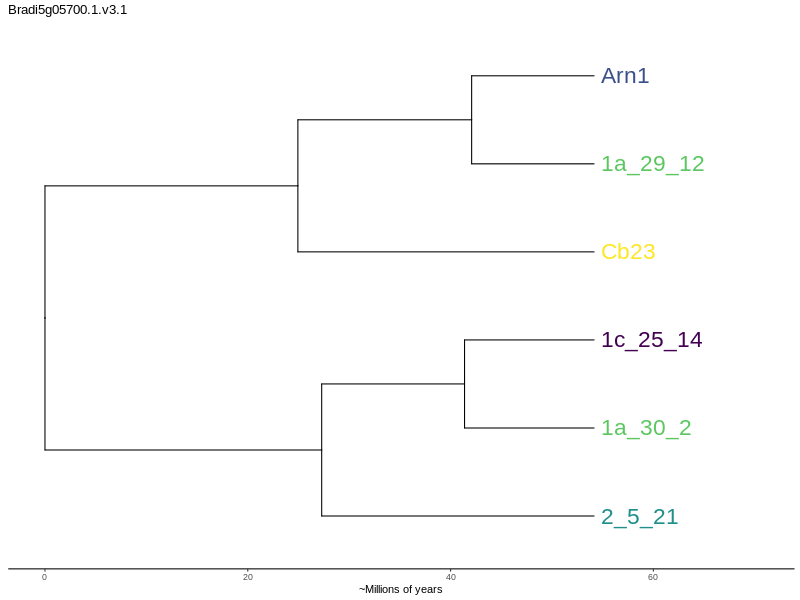 Bradi5g05700.1.v3.1
Arn1
1a_29_12
Cb23
1c_25_14
1a_30_2
2_5_21
0 20 40 60
~Millions of years